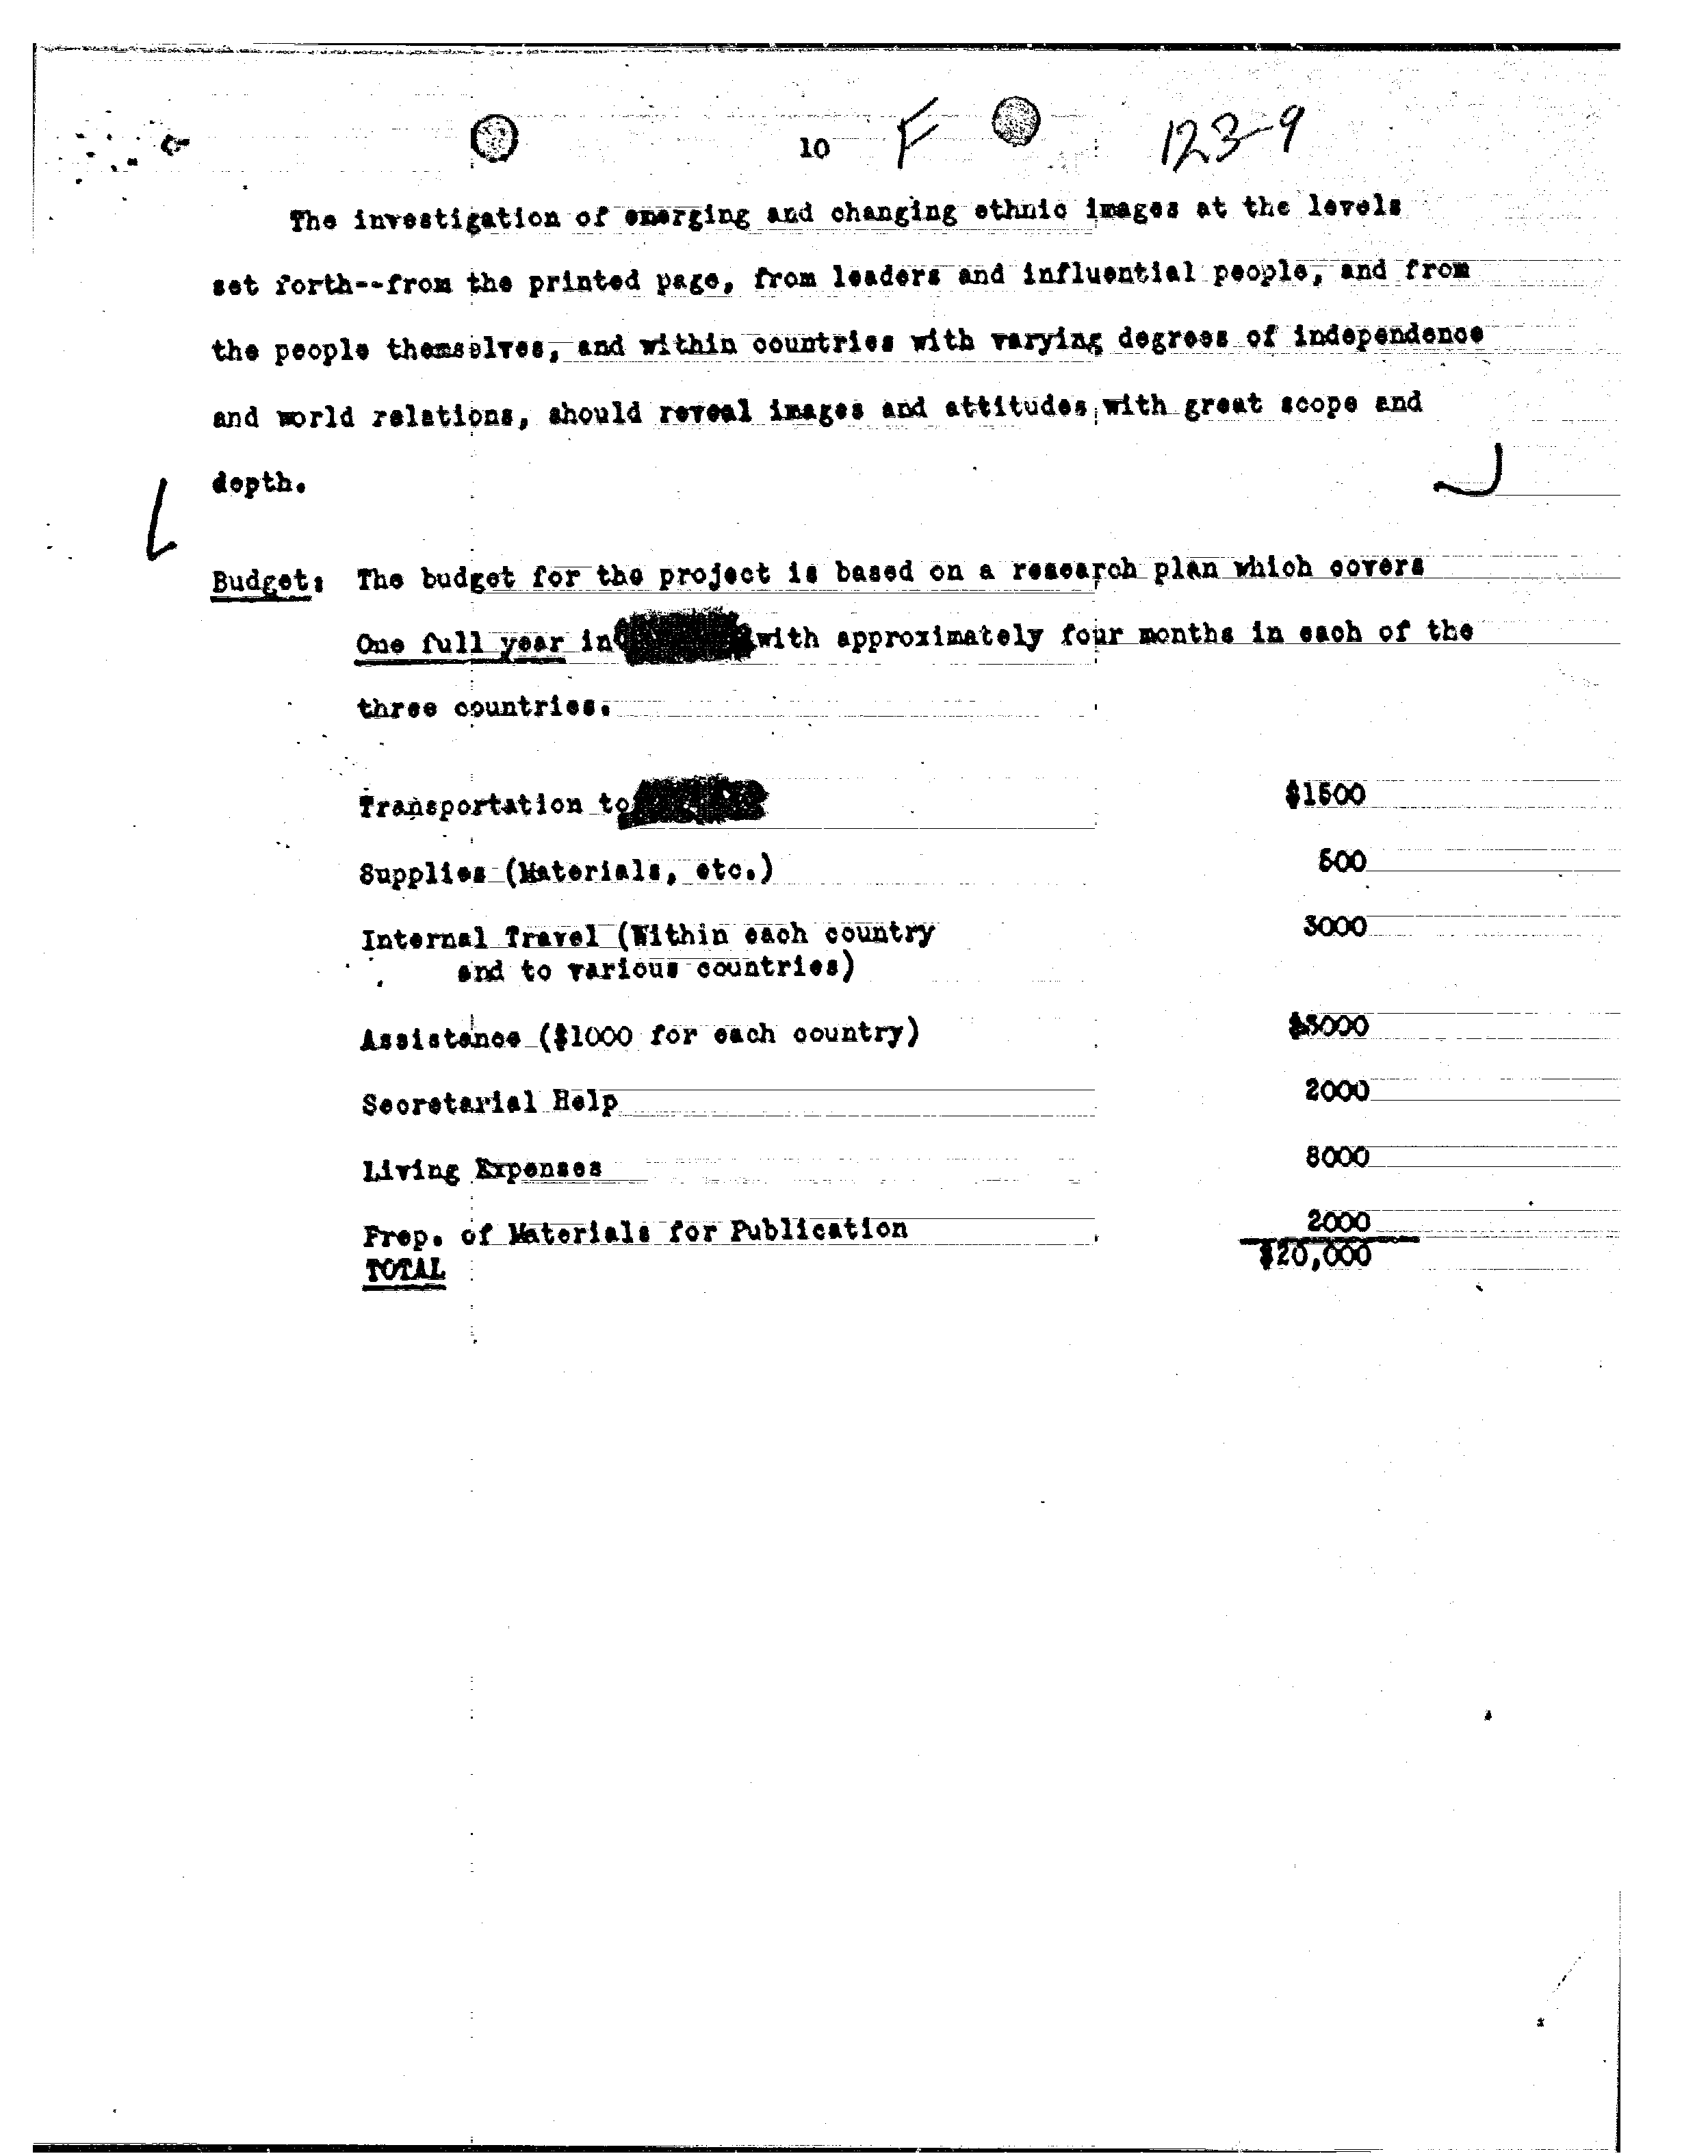 10 F 123-9
The investigation of emerging and changing ethnic images at the levels
set forth--from the printed page, from leaders and influential people, and from
the people themselves, and within countries with varying degrees of independence
and world relations, should reveal images and attitudes with great scope and
depth.
Budget: The budget for the project is based on a research plan which covers
One full year in with approximately four months in each of the
three countries.
Transportation to $1500
Supplies (Materials, etc.) 500
Internal Travel (Within each country 3000
and to various countries)
Assistance ($1000 for each country) $3000
Secretarial Help 2000
Living Expenses 8000
Prep. of Materials for Publication 2000
TOTAL $20,000